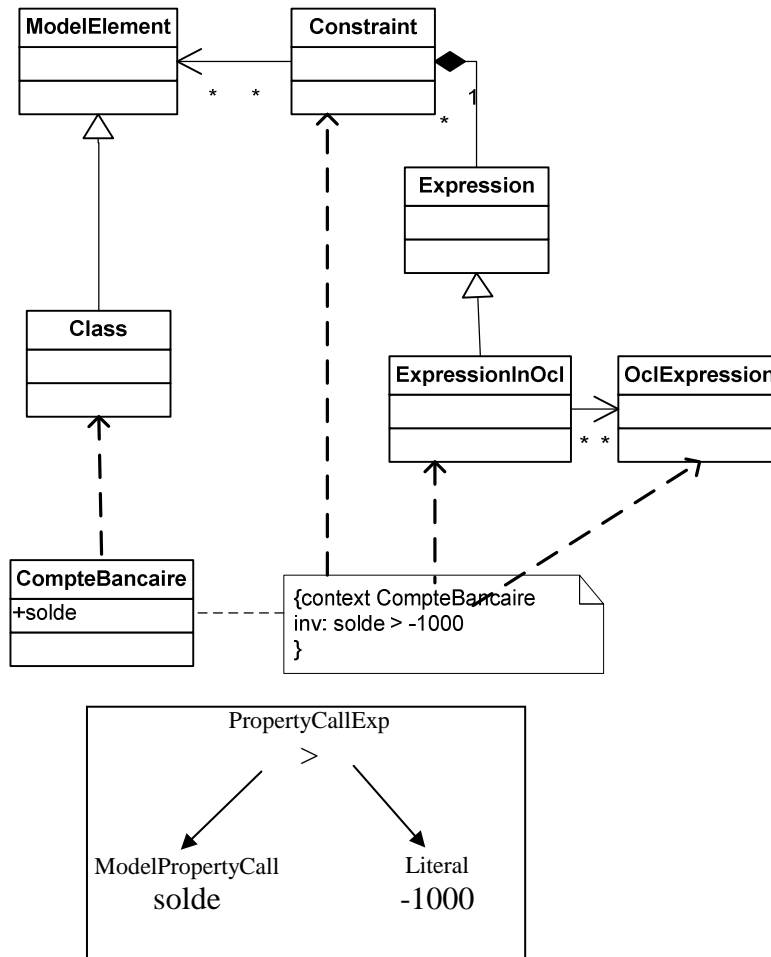 ModelElement
Constraint
* *
1
*
Expression
Class
ExpressionInOcl
OclExpression
* *
CompteBancaire
+solde
{context CompteBancaire
inv: solde > -1000
}
PropertyCallExp
>
ModelPropertyCall
Literal
solde
-1000